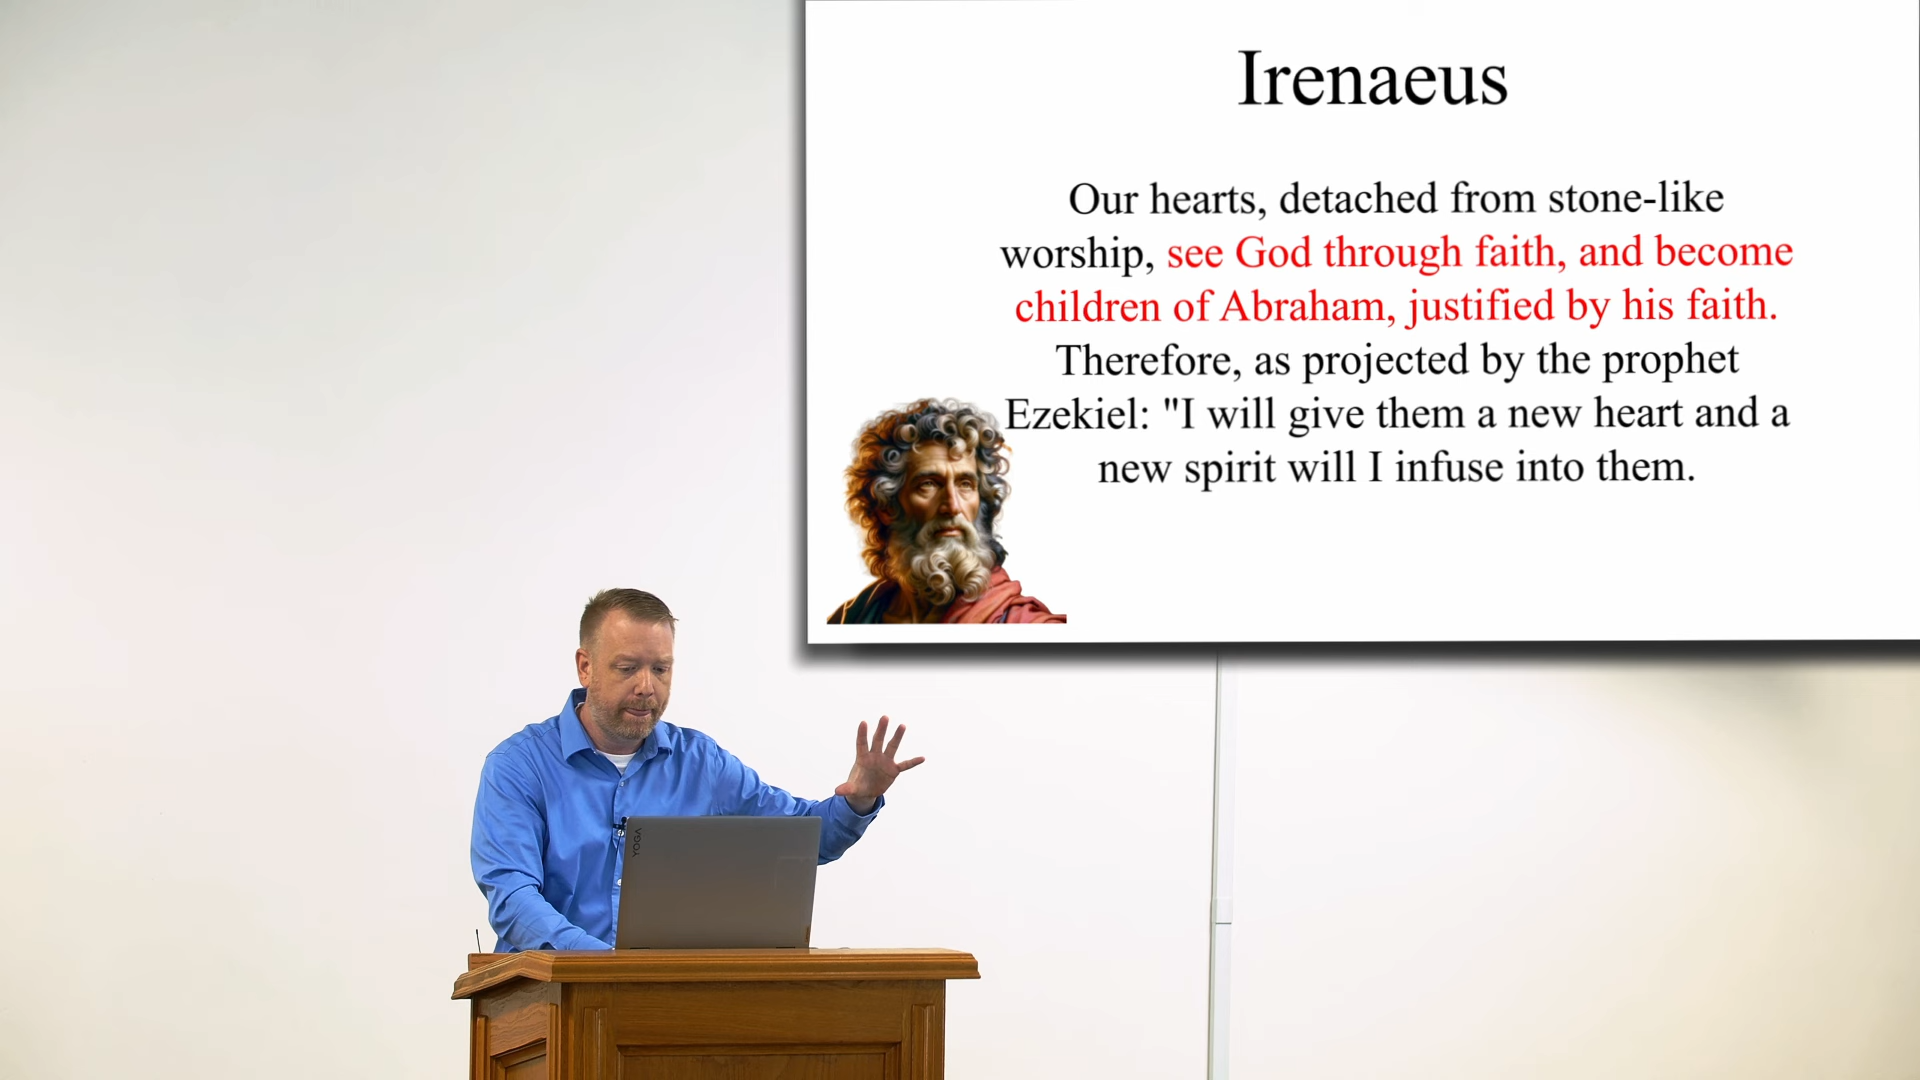 Irenaeus
Our hearts, detached from stone-like
worship, see God through faith, and become
children of Abraham, justified by his faith.
Therefore, as projected by the prophet
Ezekiel: "I will give them a new heart and a
new spirit will I infuse into them.
YOGA